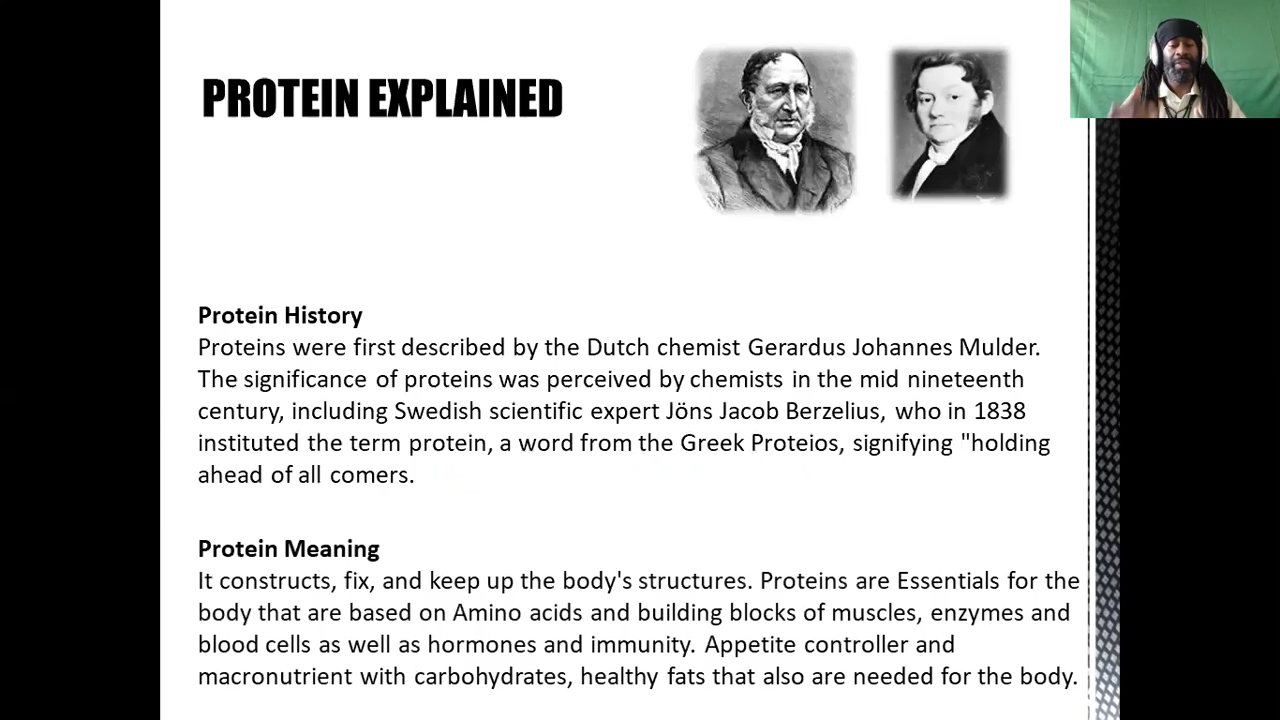 PROTEIN EXPLAINED
Protein History
Proteins were first described by the Dutch chemist Gerardus Johannes Mulder.
The significance of proteins was perceived by chemists in the mid nineteenth
century, including Swedish scientific expert Jöns Jacob Berzelius, who in 1838
instituted the term protein, a word from the Greek Proteios, signifying "holding
ahead of all comers.
Protein Meaning
It constructs, fix, and keep up the body's structures. Proteins are Essentials for the
body that are based on Amino acids and building blocks of muscles, enzymes and
blood cells as well as hormones and immunity. Appetite controller and
macronutrient with carbohydrates, healthy fats that also are needed for the body.